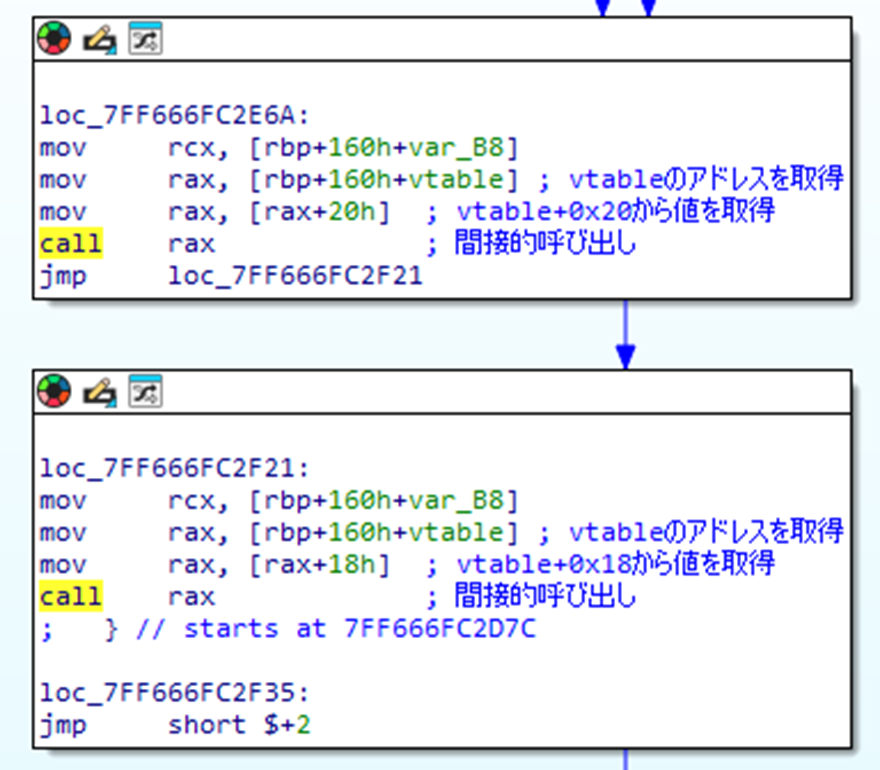 loc_7FF666FC2E6A:
mov rcx, [rbp+160h+var_B8]
mov rax, [rbp+160h+vtable] ; vtableのアドレスを取得
mov rax, [rax+20h] ; vtable+0x20から値を取得
call rax ; 間接的呼び出し
jmp loc_7FF666FC2F21
loc_7FF666FC2F21:
mov rcx, [rbp+160h+var_B8]
mov rax, [rbp+160h+vtable] ; vtableのアドレスを取得
mov rax, [rax+18h] ; vtable+0x18から値を取得
call rax ; 間接的呼び出し
; } // starts at 7FF666FC2D7C
loc_7FF666FC2F35:
jmp short $+2